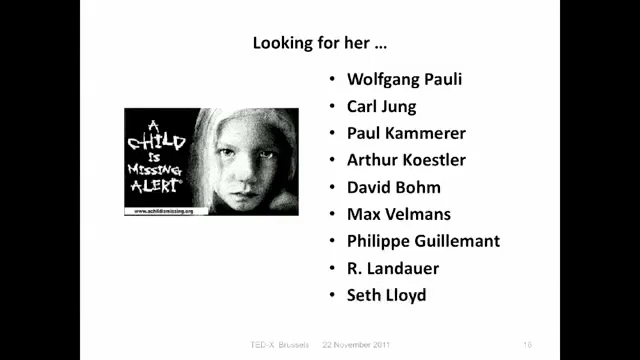 Looking for her …
• Wolfgang Pauli
• Carl Jung
• Paul Kammerer
• Arthur Koestler
• David Bohm
• Max Velmans
• Philippe Guillemant
• R. Landauer
• Seth Lloyd
A
CHILD
IS
MISSING
ALERT
www.achildismissing.org
TED-X Brussels 22 November 2011
16